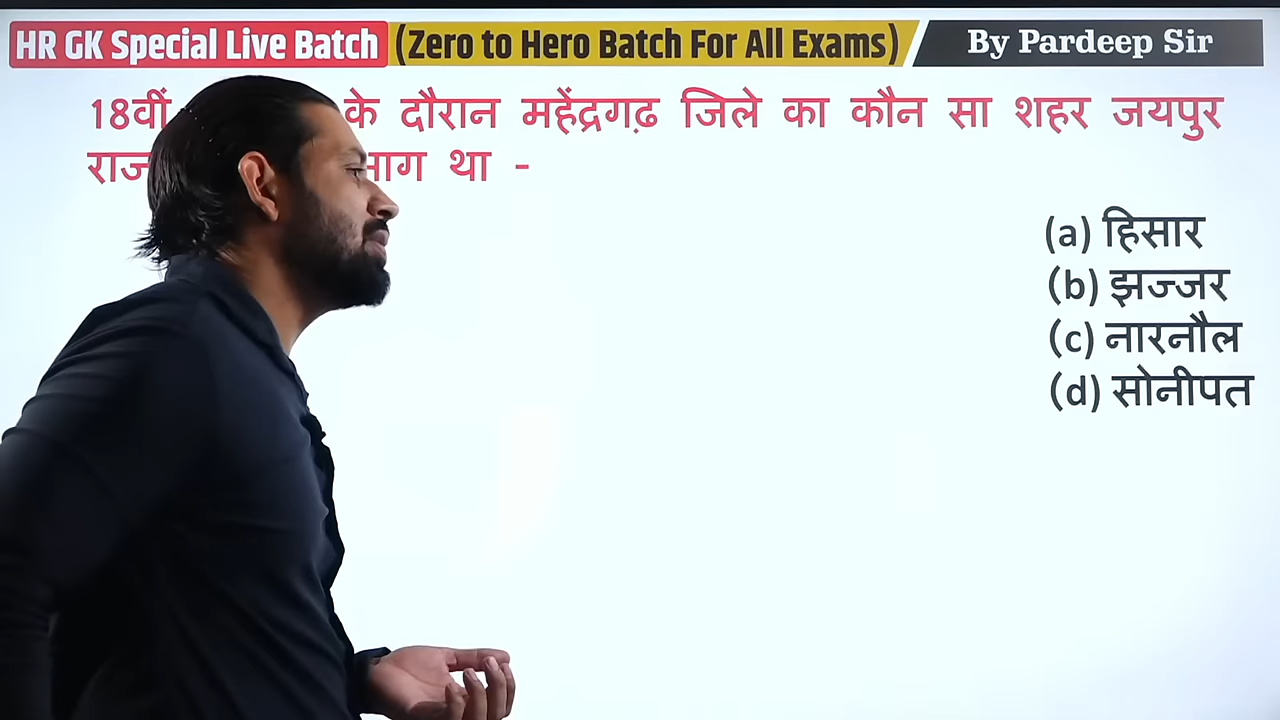 HR GK Special Live Batch (Zero to Hero Batch For All Exams) By Pardeep Sir
18वीं के दौरान महेंद्रगढ़ जिले का कौन सा शहर जयपुर
था -
(a) हिसार
(b) झज्जर
(c) नारनौल
(d) सोनीपत